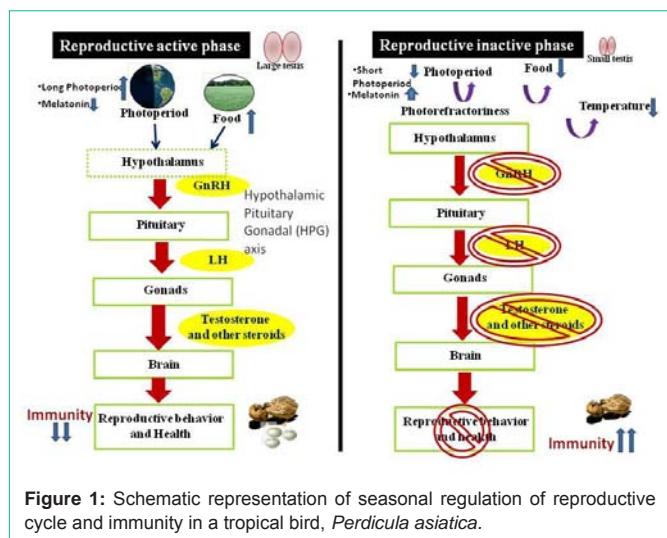 Reproductive active phase
Large testis
•Long Photoperiod
•Melatonin
Photoperiod
Food
Hypothalamus
GnRH
Hypothalamic
Pituitary
Gonadal (HPG)
axis
Pituitary
LH
Gonads
Testosterone
and other steroids
Brain
Immunity
Reproductive behavior
and Health
Reproductive inactive phase
Small testis
•Short
Photoperiod
•Melatonin
Photoperiod
Food
Temperature
Photorefractoriness
Hypothalamus
GnRH
Pituitary
LH
Gonads
Testosterone
and other steroids
Brain
Reproductive behavior
and health
Immunity
Figure 1: Schematic representation of seasonal regulation of reproductive
cycle and immunity in a tropical bird, Perdicula asiatica.